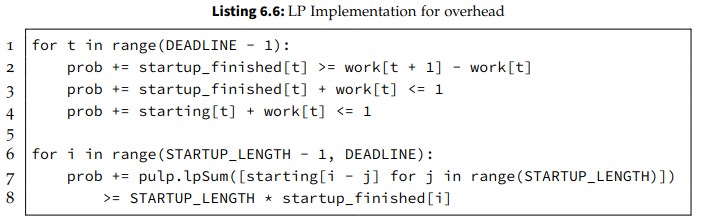 Listing 6.6: LP Implementation for overhead
1 for t in range(DEADLINE - 1):
2     prob += startup_finished[t] >= work[t + 1] - work[t]
3     prob += startup_finished[t] + work[t] <= 1
4     prob += starting[t] + work[t] <= 1
5
6 for i in range(STARTUP_LENGTH - 1, DEADLINE):
7     prob += pulp.lpSum([starting[i - j] for j in range(STARTUP_LENGTH)])
8         >= STARTUP_LENGTH * startup_finished[i]